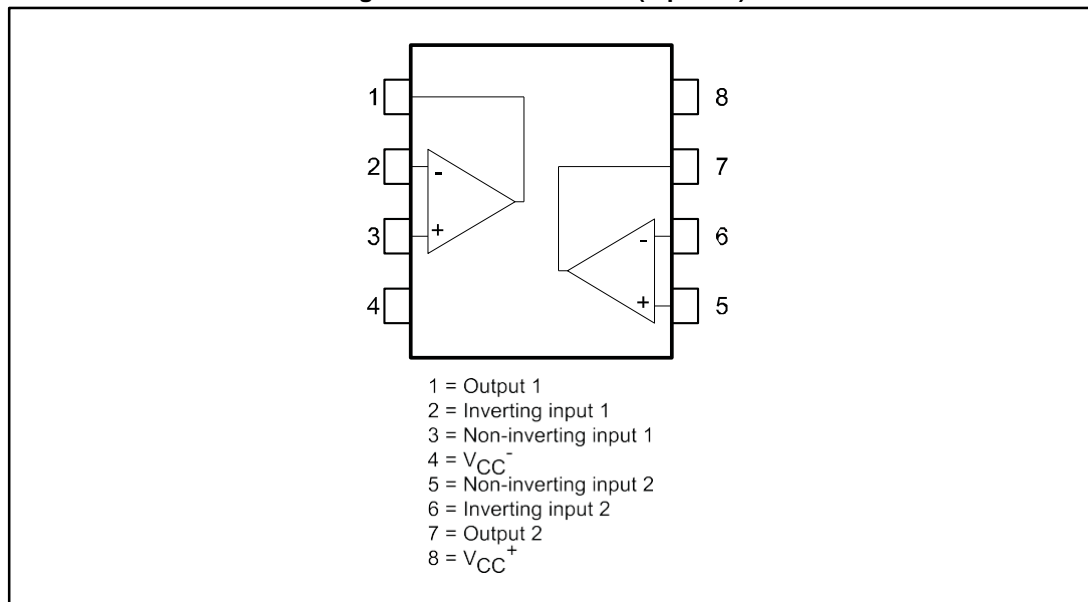 1
8
2
-
7
3
+
-
6
4
+
5
1 = Output 1
2 = Inverting input 1
3 = Non-inverting input 1
4 = VCC-
5 = Non-inverting input 2
6 = Inverting input 2
7 = Output 2
8 = VCC+